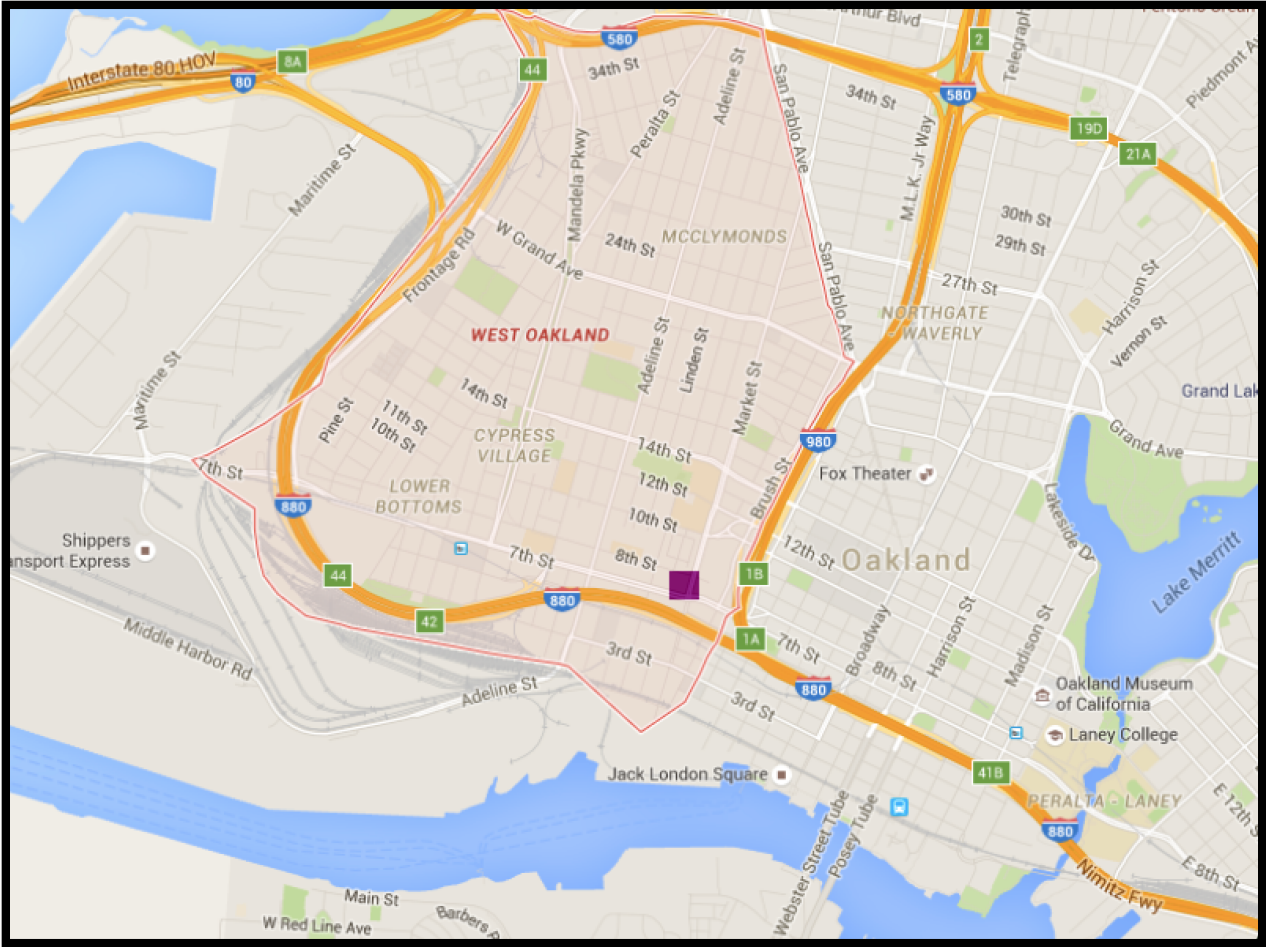 Arthur Blvd
2
Telegraph
580
Interstate 80 HOV
8A
80
44
34th St
Adeline St
San Pablo Ave
34th St
580
Piedmont
19D
21A
Peralta St
Mandela Pkwy
M.L.K. Jr Way
Maritime St
30th St
29th St
24th St
MCCLYMONDS
W Grand Ave
Frontage Rd
San Pablo Ave
27th St
Harrison St
Vernon St
NORTHGATE
- WAVERLY
WEST OAKLAND
Adeline St
Linden St
Market St
Maritime St
Grand Lak
14th St
11th St
10th St
Pine St
CYPRESS
VILLAGE
14th St
980
Grand Ave
7th St
LOWER
BOTTOMS
12th St
10th St
Brush St
Fox Theater
Lakeside Dr
880
Shippers
ansport Express
7th St
8th St
12th St
Oakland
Lake Merritt
44
42
880
1B
1A
7th St
8th St
Broadway
Harrison St
Madison St
Middle Harbor Rd
3rd St
Adeline St
880
3rd St
Oakland Museum
of California
Laney College
Jack London Square
41B
PERALTA - LANEY
E 12th S
880
Webster Street Tube
Posey Tube
E 8th St
Nimitz Fwy
Main St
W Red Line Ave
Barbers